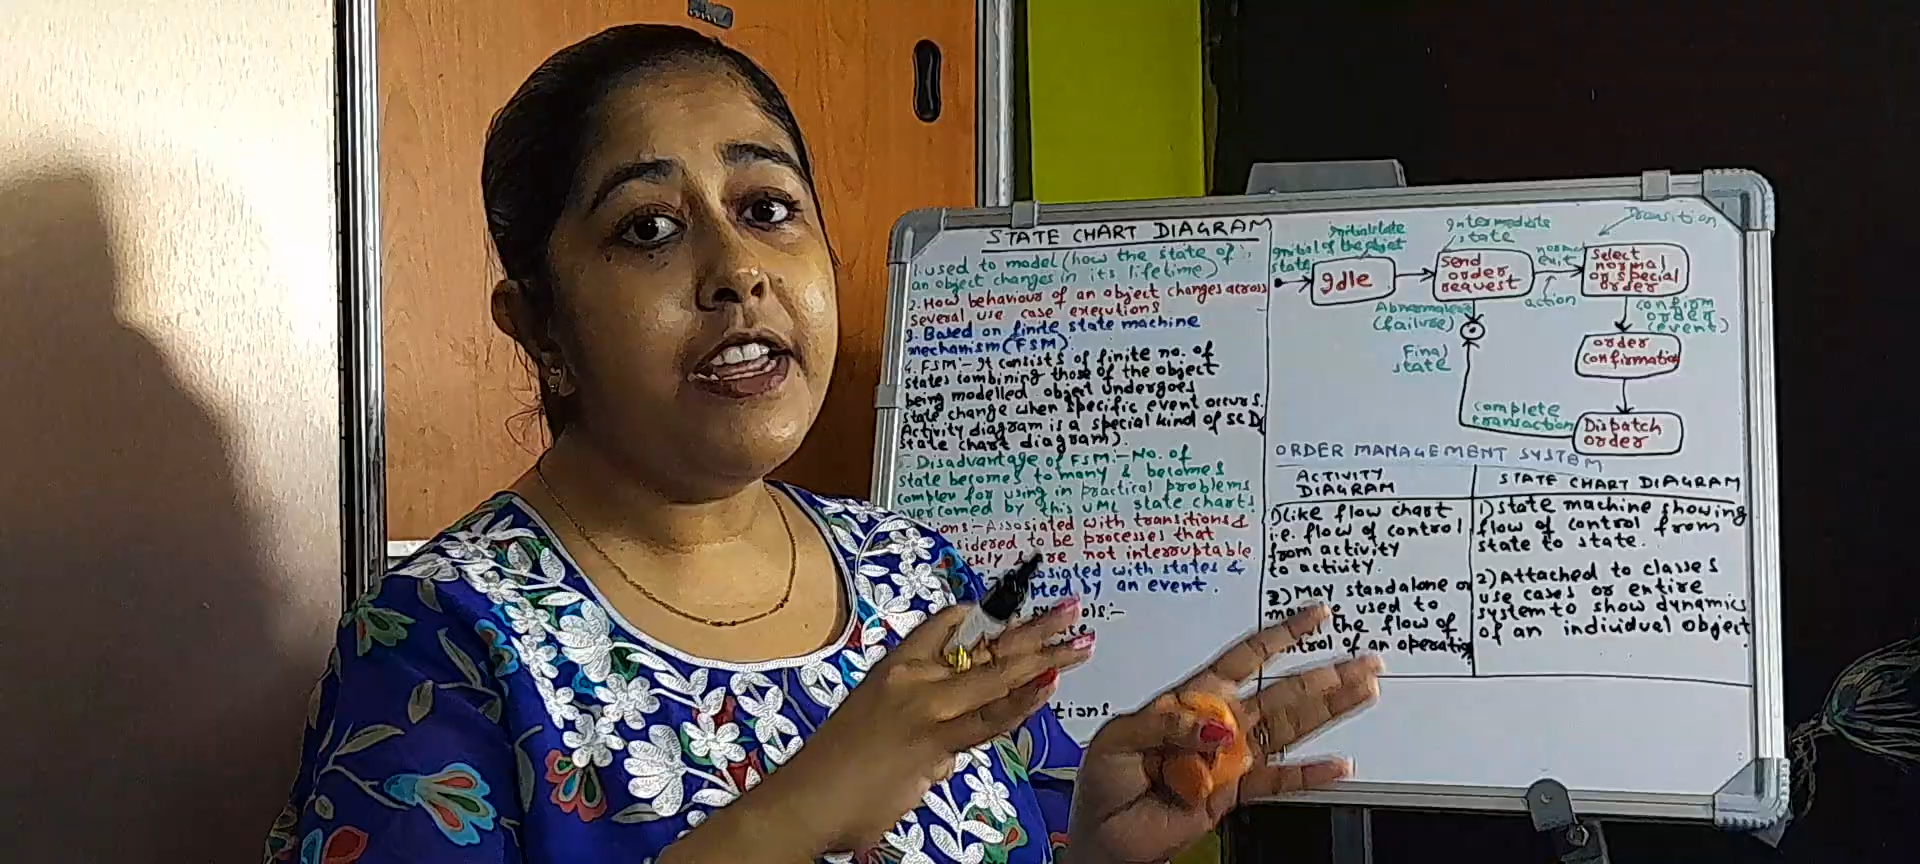 STATE CHART DIAGRAM
1. used to model (how the state of
an object changes in its lifetime)
2. How behaviour of an object changes across
several use case executions
3. Based on finite state machine
mechanism (FSM)
4. FSM - It consists of finite no. of
states combining those of the object
being modelled object undergoes
state change when specific event occurs.
Activity diagram is a special kind of SCD(
state chart diagram).
Disadvantage of FSM:- No. of
state becomes to many & becomes
complex for using in practical problems
overcomed by this UML state charts
- Assosiated with transitions &
to be processes that
not interruptable.
with states &
by an event.
Initial
state
initial state
of the object
Idle
Intermediate
state
Send
order
request
normal
exit
action
Transition
Select
normal
or special
order
confirm
order
(event)
order
confirmation
Dispatch
order
complete
transaction
(failure)
Final
state
ORDER MANAGEMENT SYSTEM
ACTIVITY
DIAGRAM
1) Like flow chart
i.e. flow of control
from activity
to activity.
May standalone or
used to
the flow of
of an operation
STATE CHART DIAGRAM
1) State machine showing
flow of control from
state to state.
2) Attached to classes
use cases or entire
system to show dynamics
of an individual object